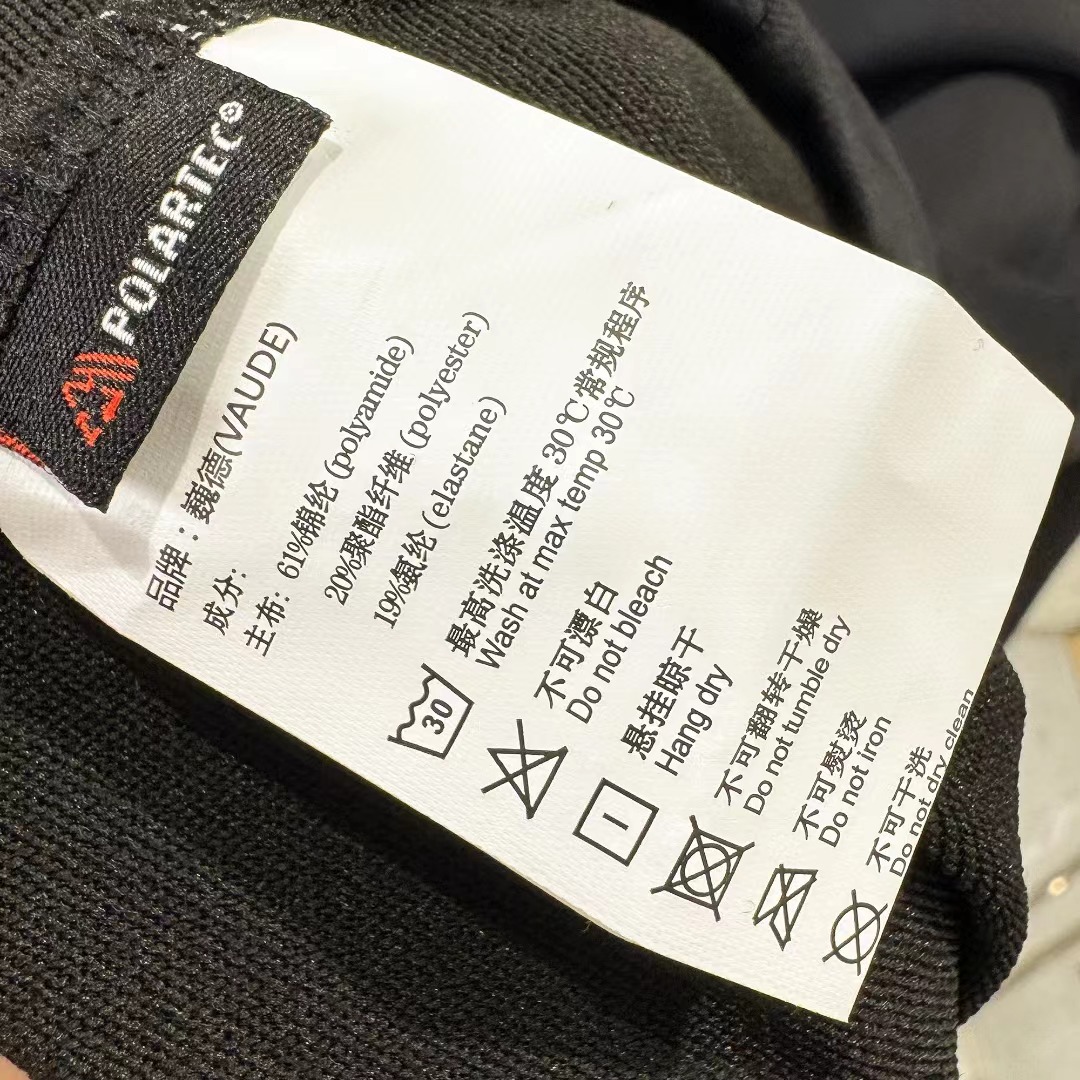 POLARTEC®
品牌：巍德(VAUDE)
成分:
主布: 61%锦纶 (polyamide)
20%聚酯纤维 (polyester)
19%氨纶 (elastane)
最高洗涤温度 30℃常规程序
Wash at max temp 30℃
30
不可漂白
Do not bleach
悬挂晾干
Hang dry
不可翻转干燥
Do not tumble dry
不可熨烫
Do not iron
不可干洗
Do not dry clean